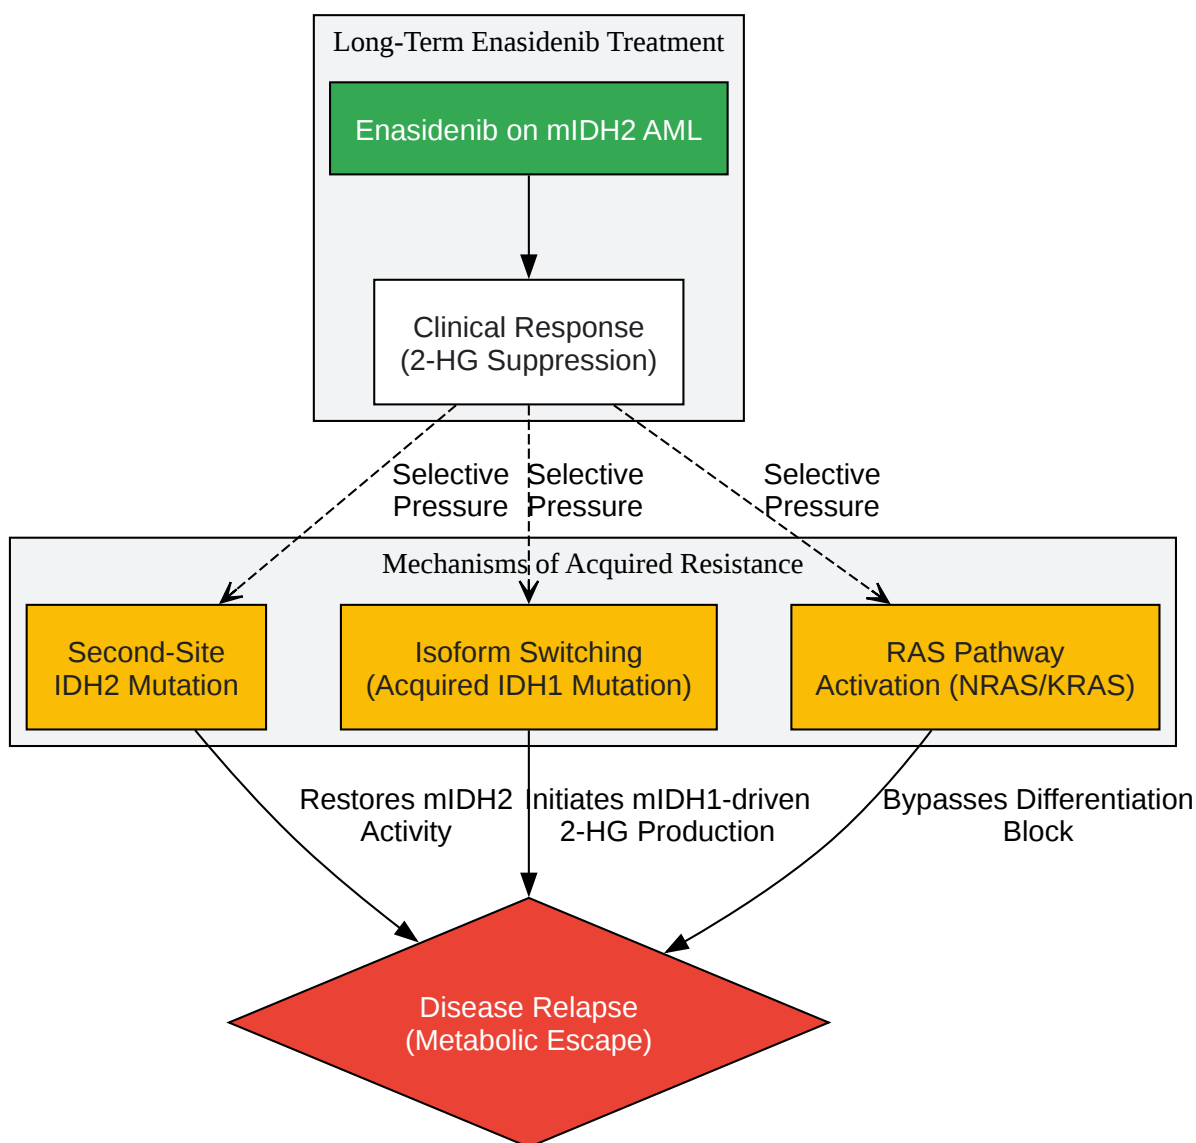 Long-Term Enasidenib Treatment
Enasidenib on mIDH2 AML
Clinical Response
(2-HG Suppression)
Selective
Pressure
Selective
Pressure
Selective
Pressure
Mechanisms of Acquired Resistance
Second-Site
IDH2 Mutation
Isoform Switching
(Acquired IDH1 Mutation)
RAS Pathway
Activation (NRAS/KRAS)
Restores mIDH2
Activity
Initiates mIDH1-driven
2-HG Production
Bypasses Differentiation
Block
Disease Relapse
(Metabolic Escape)